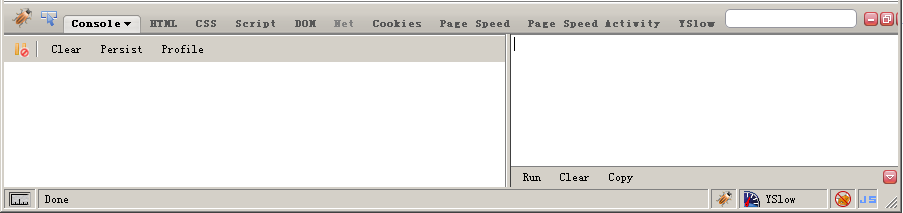 Console HTML CSS Script DOM Net Cookies Page Speed Page Speed Activity YSlow
Clear Persist Profile
Run Clear Copy
Done YSlow JS